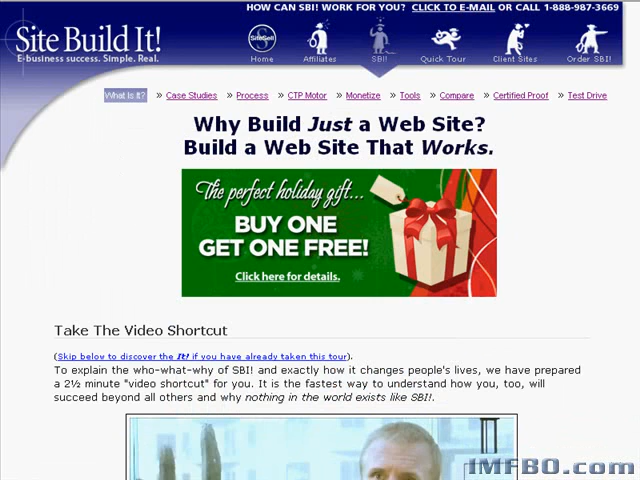 HOW CAN SBI! WORK FOR YOU? CLICK TO E-MAIL OR CALL 1-888-987-3669
Site Build It!
E-business success. Simple. Real.
SiteSell
Home Affiliates SBI! Quick Tour Client Sites Order SBI!
What Is It? » Case Studies » Process » CTP Motor » Monetize » Tools » Compare » Certified Proof » Test Drive
Why Build Just a Web Site?
Build a Web Site That Works.
The perfect holiday gift...
BUY ONE
GET ONE FREE!
Click here for details.
Take The Video Shortcut
(Skip below to discover the It! if you have already taken this tour).
To explain the who-what-why of SBI! and exactly how it changes people's lives, we have prepared
a 2½ minute "video shortcut" for you. It is the fastest way to understand how you, too, will
succeed beyond all others and why nothing in the world exists like SBI!.
IMFBO.com